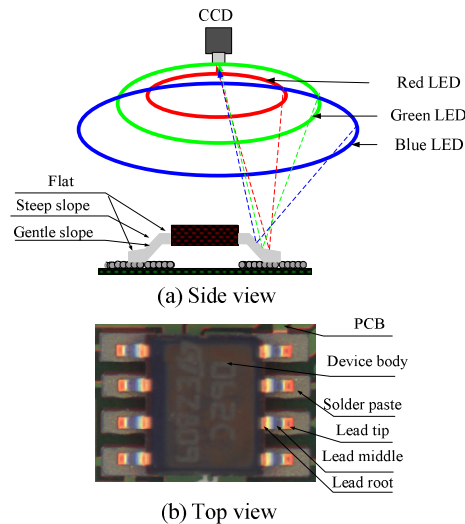 CCD
Red LED
Green LED
Blue LED
Flat
Steep slope
Gentle slope
(a) Side view
PCB
Device body
Solder paste
Lead tip
Lead middle
Lead root
(b) Top view